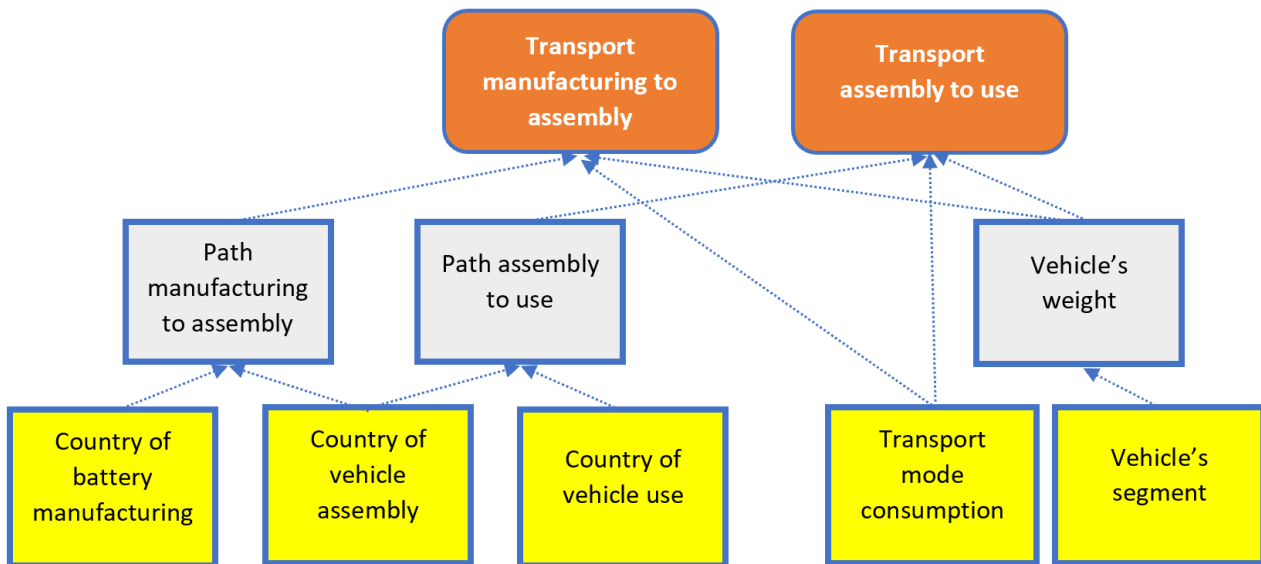 Transport
manufacturing to
assembly
Transport
assembly to use
Path
manufacturing
to assembly
Path assembly
to use
Vehicle’s
weight
Country of
battery
manufacturing
Country of
vehicle
assembly
Country of
vehicle use
Transport
mode
consumption
Vehicle’s
segment